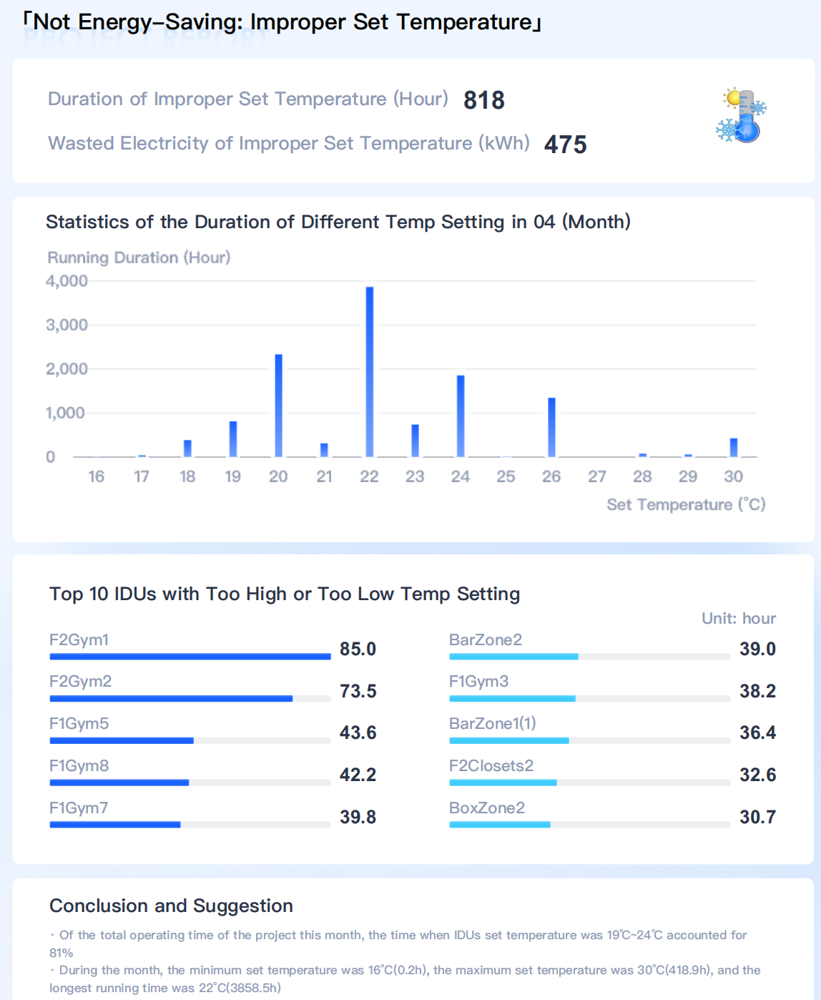 「Not Energy-Saving: Improper Set Temperature」
PROJECT REPORT
Duration of Improper Set Temperature (Hour) 818
Wasted Electricity of Improper Set Temperature (kWh) 475
Statistics of the Duration of Different Temp Setting in 04 (Month)
Running Duration (Hour)
4,000
3,000
2,000
1,000
0
16 17 18 19 20 21 22 23 24 25 26 27 28 29 30
Set Temperature (°C)
Top 10 IDUs with Too High or Too Low Temp Setting
Unit: hour
F2Gym1 85.0
F2Gym2 73.5
F1Gym5 43.6
F1Gym8 42.2
F1Gym7 39.8
BarZone2 39.0
F1Gym3 38.2
BarZone1(1) 36.4
F2Closets2 32.6
BoxZone2 30.7
Conclusion and Suggestion
· Of the total operating time of the project this month, the time when IDUs set temperature was 19℃~24℃ accounted for
81%
· During the month, the minimum set temperature was 16°C(0.2h), the maximum set temperature was 30°C(418.9h), and the
longest running time was 22°C(3858.5h)